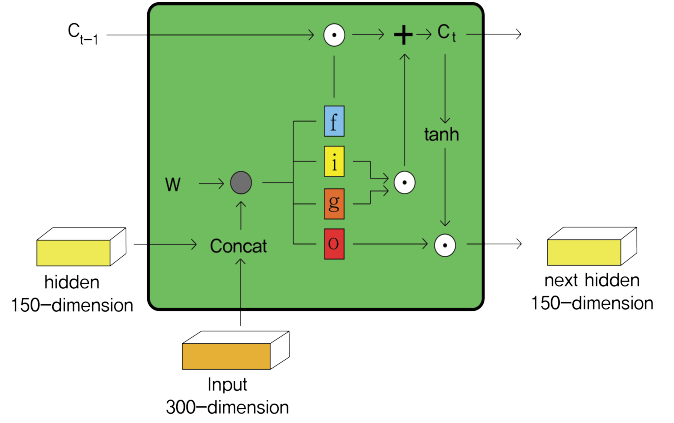 Cₜ₋₁
+
Cₜ
f
tanh
i
W
g
Concat
o
hidden
150-dimension
next hidden
150-dimension
Input
300-dimension